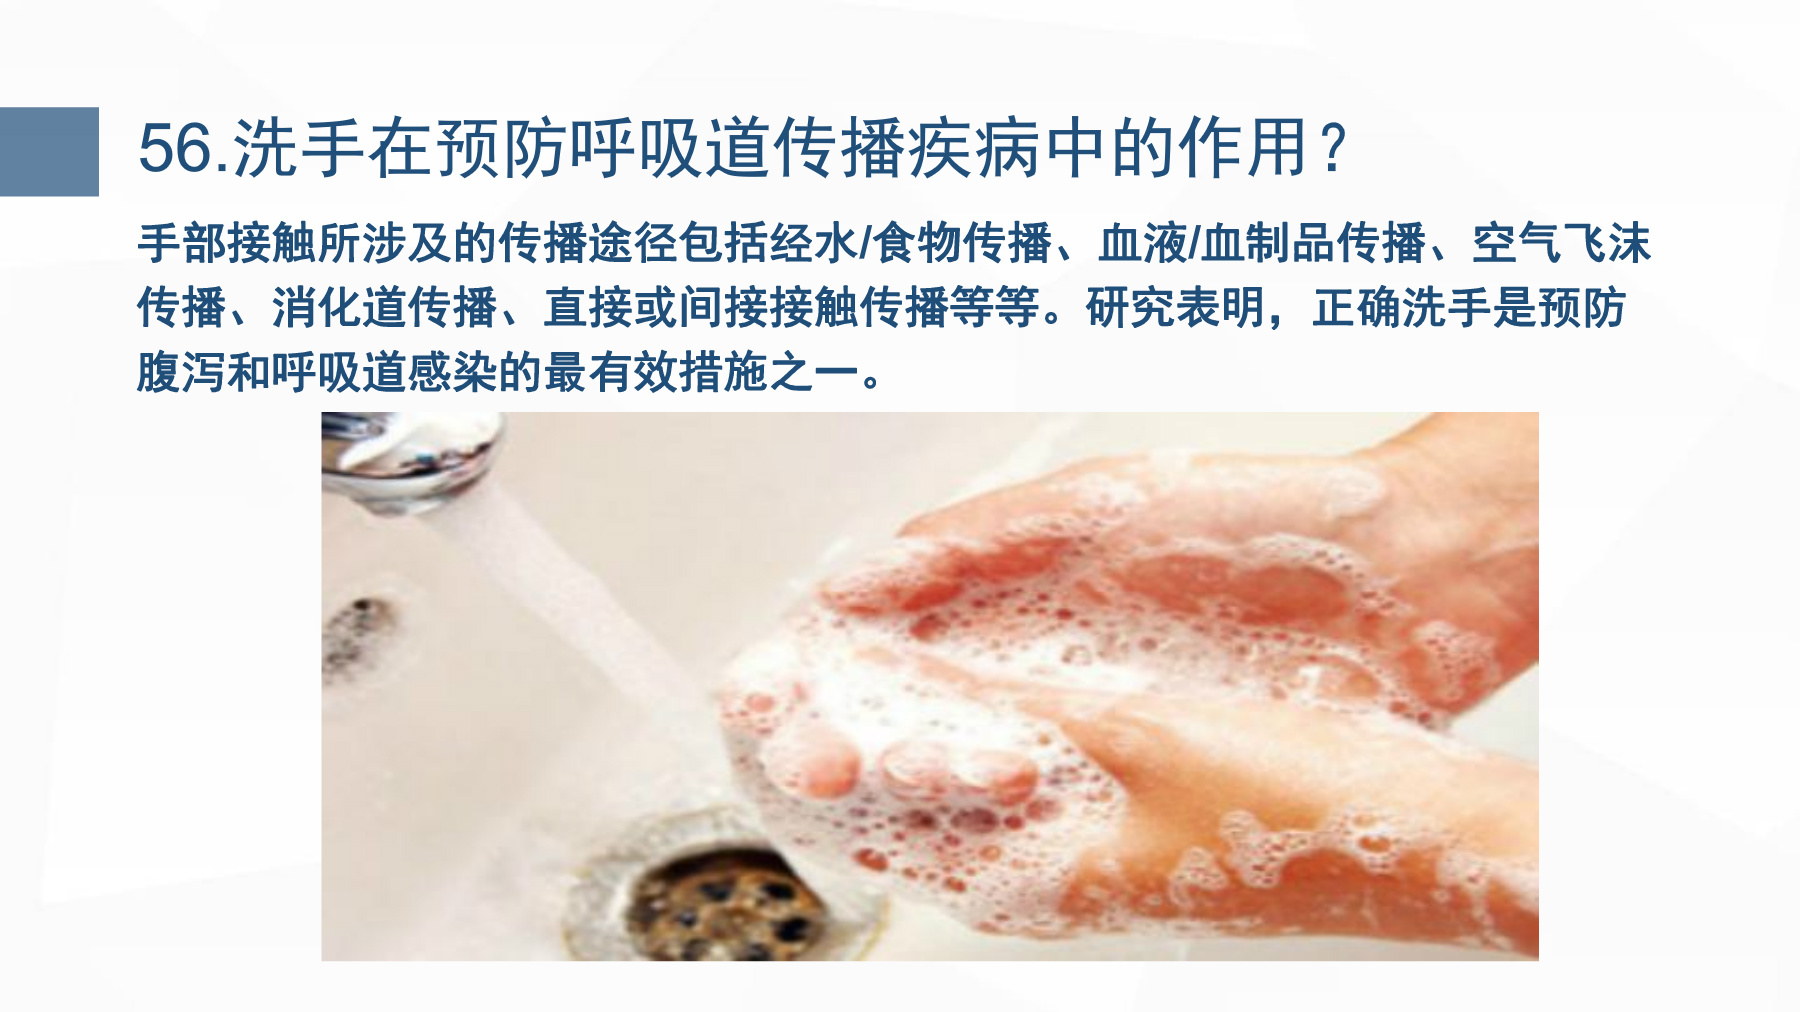 56.洗手在预防呼吸道传播疾病中的作用？
手部接触所涉及的传播途径包括经水/食物传播、血液/血制品传播、空气飞沫
传播、消化道传播、直接或间接接触传播等等。研究表明，正确洗手是预防
腹泻和呼吸道感染的最有效措施之一。